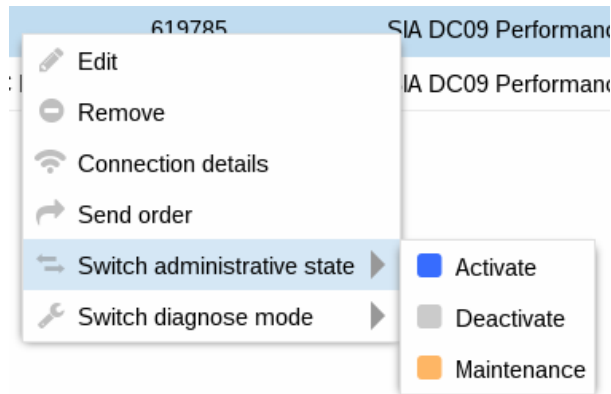 619785 SIA DC09 Performanc
Edit
IA DC09 Performanc
Remove
Connection details
Send order
Switch administrative state
Activate
Switch diagnose mode
Deactivate
Maintenance